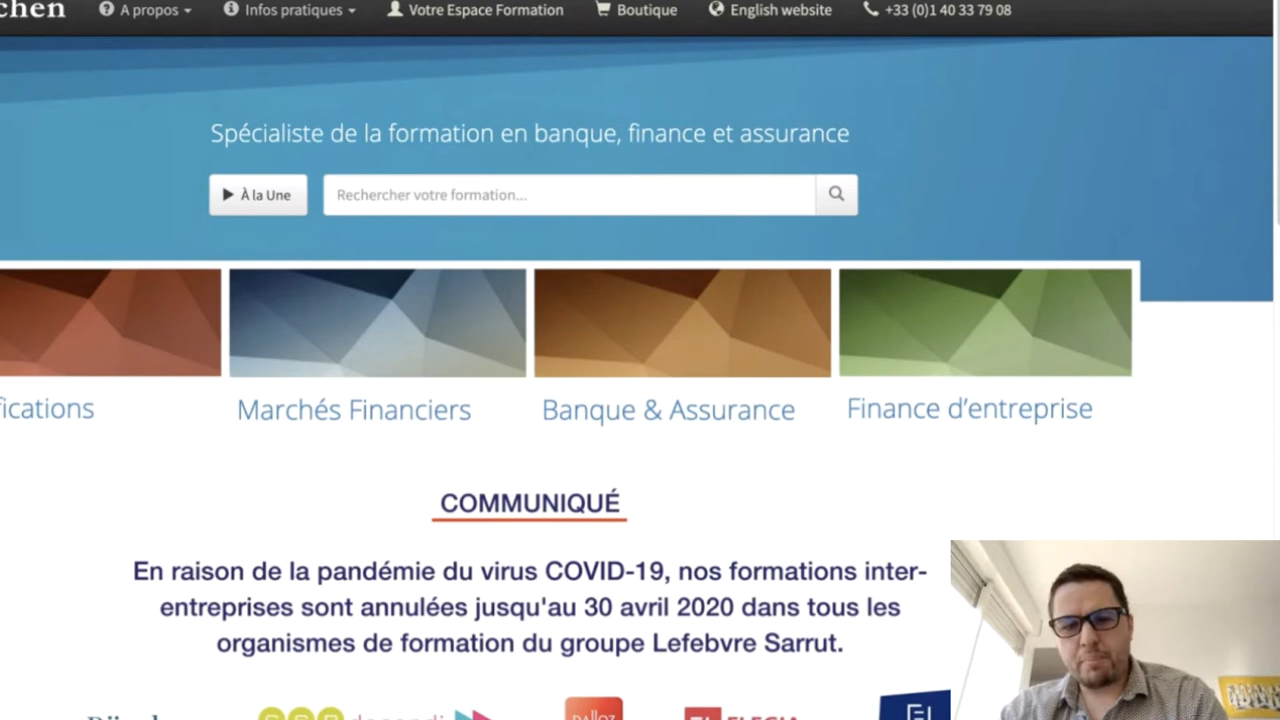 chen A propos Infos pratiques Votre Espace Formation Boutique English website +33 (0)1 40 33 79 08
Spécialiste de la formation en banque, finance et assurance
À la Une Rechercher votre formation...
fications Marchés Financiers Banque & Assurance Finance d'entreprise
COMMUNIQUÉ
En raison de la pandémie du virus COVID-19, nos formations inter-
entreprises sont annulées jusqu'au 30 avril 2020 dans tous les
organismes de formation du groupe Lefebvre Sarrut.